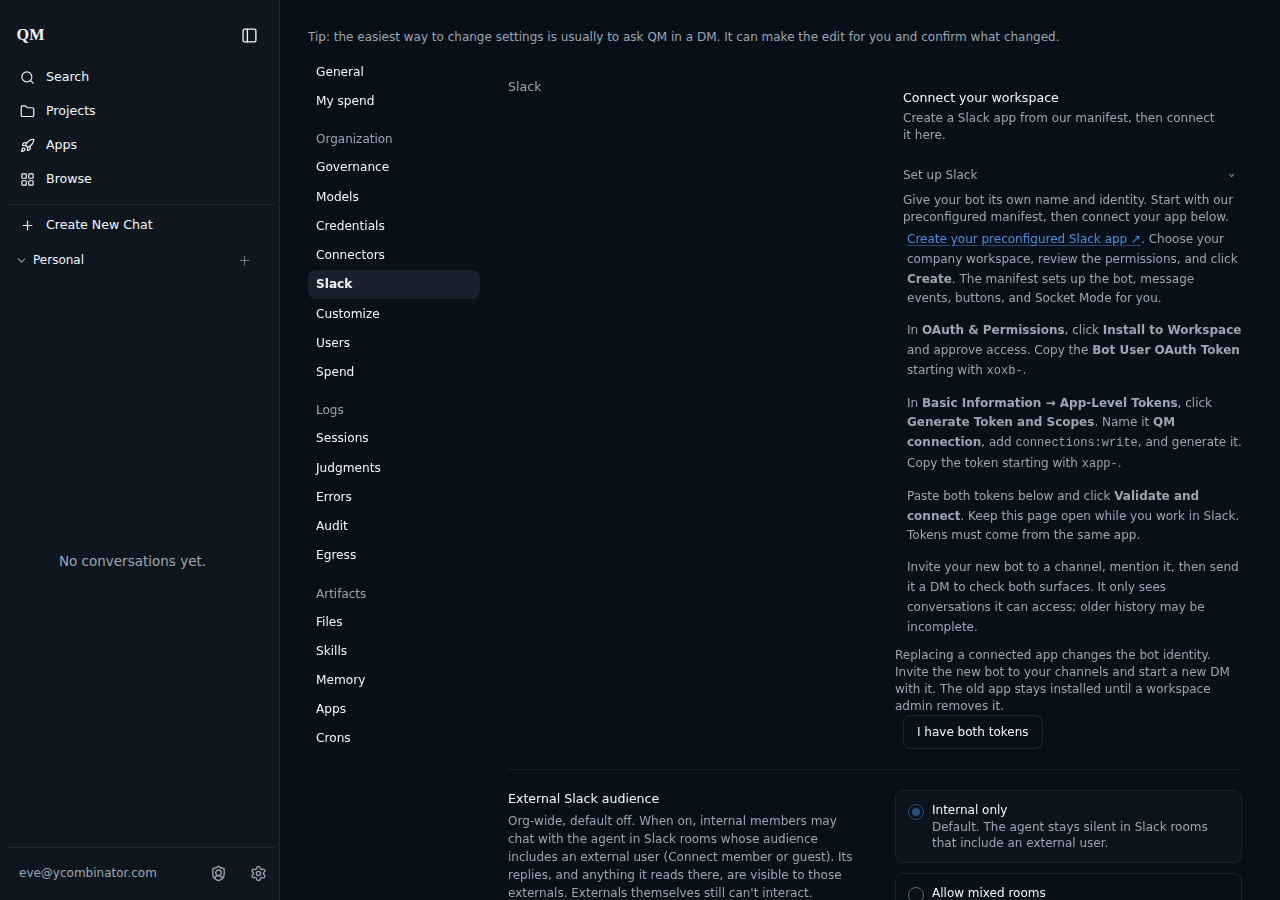 QM
Search
Projects
Apps
Browse
Create New Chat
Personal
No conversations yet.
eve@ycombinator.com
Tip: the easiest way to change settings is usually to ask QM in a DM. It can make the edit for you and confirm what changed.
General
My spend
Organization
Governance
Models
Credentials
Connectors
Slack
Customize
Users
Spend
Logs
Sessions
Judgments
Errors
Audit
Egress
Artifacts
Files
Skills
Memory
Apps
Crons
Slack
Connect your workspace
Create a Slack app from our manifest, then connect
it here.
Set up Slack
Give your bot its own name and identity. Start with our
preconfigured manifest, then connect your app below.
Create your preconfigured Slack app ↗. Choose your
company workspace, review the permissions, and click
Create. The manifest sets up the bot, message
events, buttons, and Socket Mode for you.
In OAuth & Permissions, click Install to Workspace
and approve access. Copy the Bot User OAuth Token
starting with xoxb-.
In Basic Information → App-Level Tokens, click
Generate Token and Scopes. Name it QM
connection, add connections:write, and generate it.
Copy the token starting with xapp-.
Paste both tokens below and click Validate and
connect. Keep this page open while you work in Slack.
Tokens must come from the same app.
Invite your new bot to a channel, mention it, then send
it a DM to check both surfaces. It only sees
conversations it can access; older history may be
incomplete.
Replacing a connected app changes the bot identity.
Invite the new bot to your channels and start a new DM
with it. The old app stays installed until a workspace
admin removes it.
I have both tokens
External Slack audience
Org-wide, default off. When on, internal members may
chat with the agent in Slack rooms whose audience
includes an external user (Connect member or guest). Its
replies, and anything it reads there, are visible to those
externals. Externals themselves still can't interact.
Internal only
Default. The agent stays silent in Slack rooms
that include an external user.
Allow mixed rooms